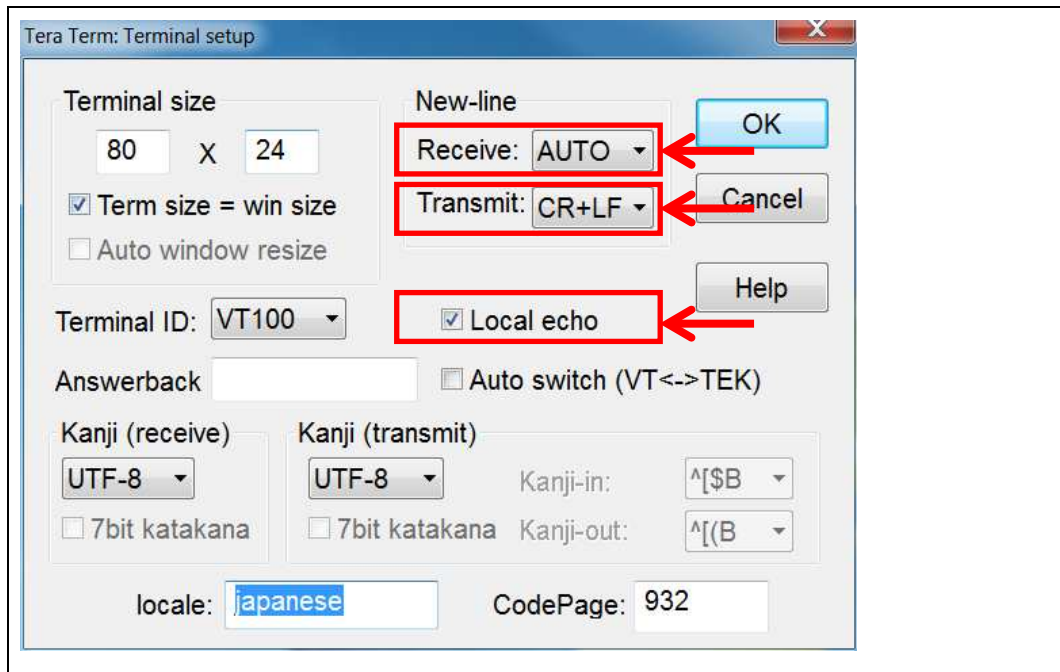 Tera Term: Terminal setup
Terminal size
80 X 24
Term size = win size
Auto window resize
New-line
Receive: AUTO
Transmit: CR+LF
OK
Cancel
Help
Terminal ID: VT100
Local echo
Answerback
Auto switch (VT<->TEK)
Kanji (receive)
UTF-8
7bit katakana
Kanji (transmit)
UTF-8
7bit katakana
Kanji-in: ^[$B
Kanji-out: ^[(B
locale: japanese
CodePage: 932